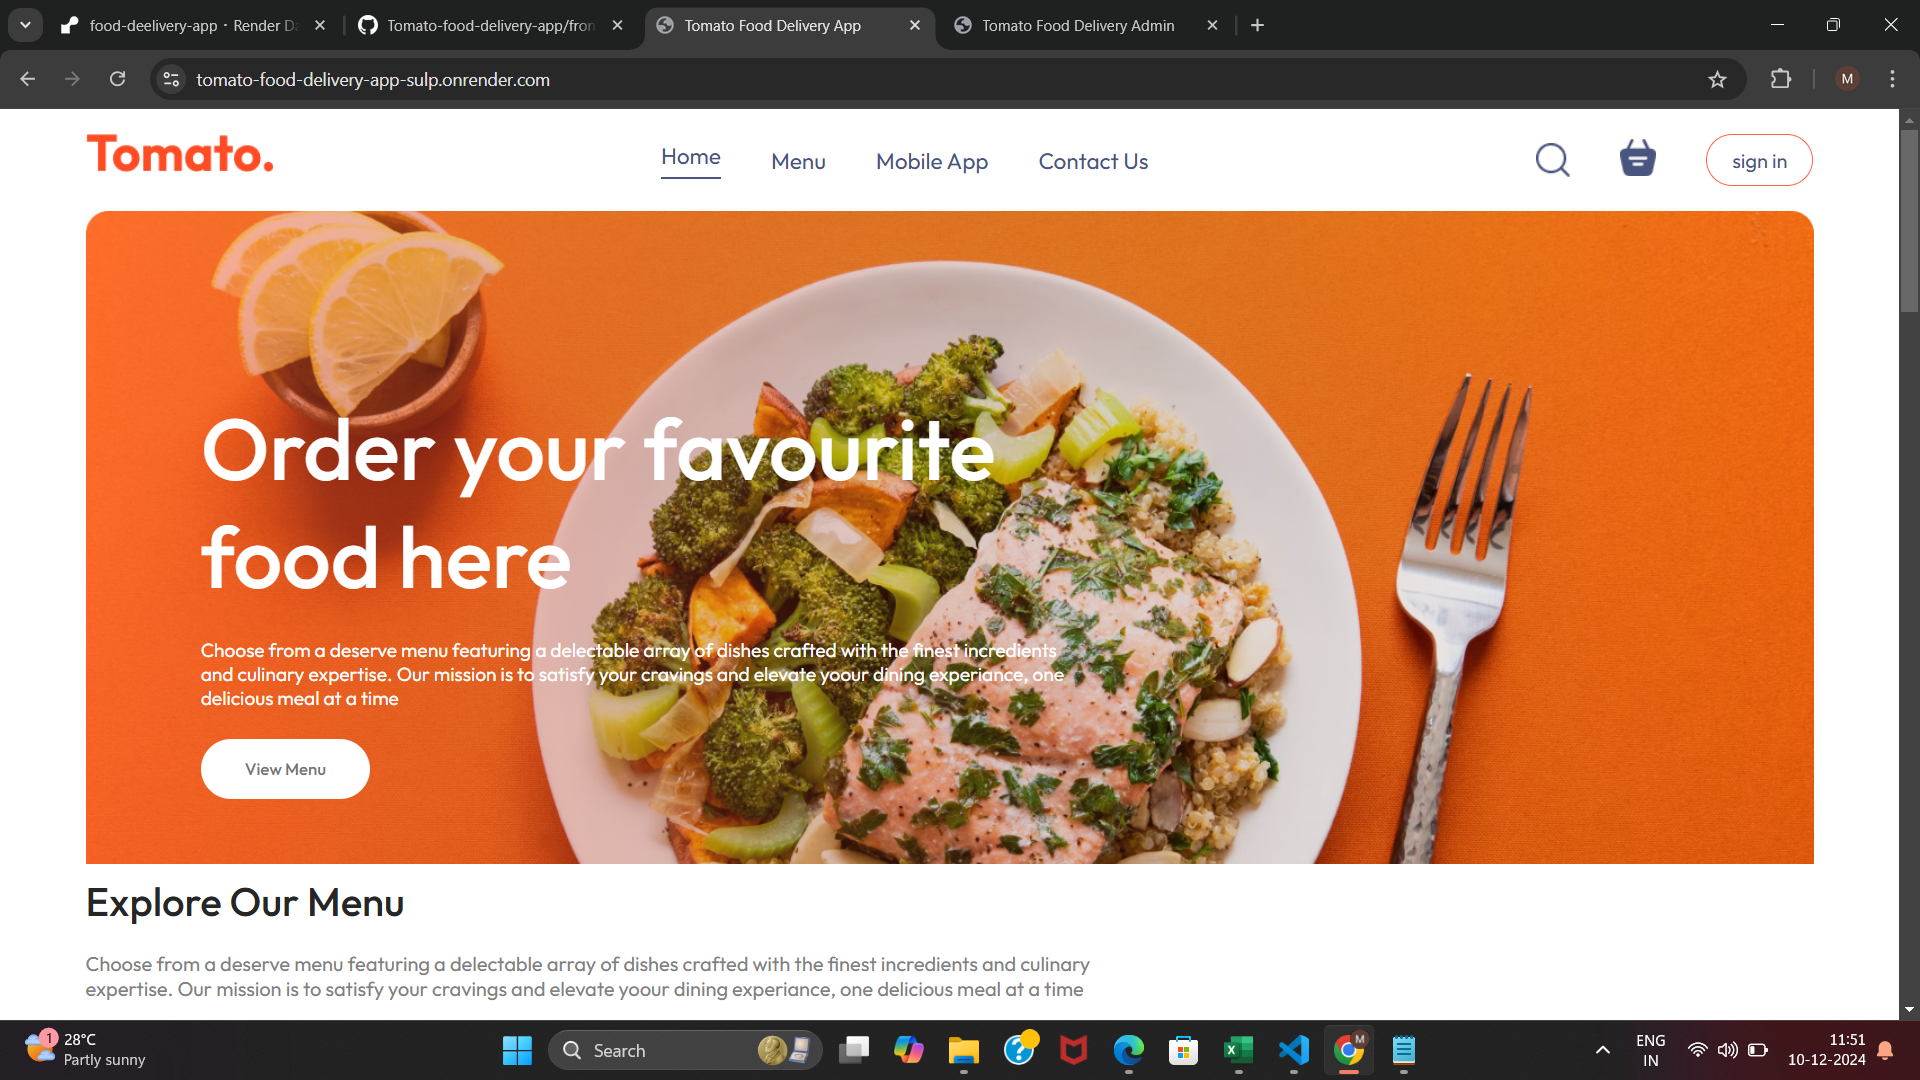 food-deelivery-app · Render Da
Tomato-food-delivery-app/fron
Tomato Food Delivery App
Tomato Food Delivery Admin
tomato-food-delivery-app-sulp.onrender.com
M
Tomato.
Home
Menu
Mobile App
Contact Us
sign in
Order your favourite
food here
Choose from a deserve menu featuring a delectable array of dishes crafted with the finest incredients
and culinary expertise. Our mission is to satisfy your cravings and elevate yoour dining experiance, one
delicious meal at a time
View Menu
Explore Our Menu
Choose from a deserve menu featuring a delectable array of dishes crafted with the finest incredients and culinary
expertise. Our mission is to satisfy your cravings and elevate yoour dining experiance, one delicious meal at a time
1
28°C
Partly sunny
Search
M
ENG
IN
11:51
10-12-2024